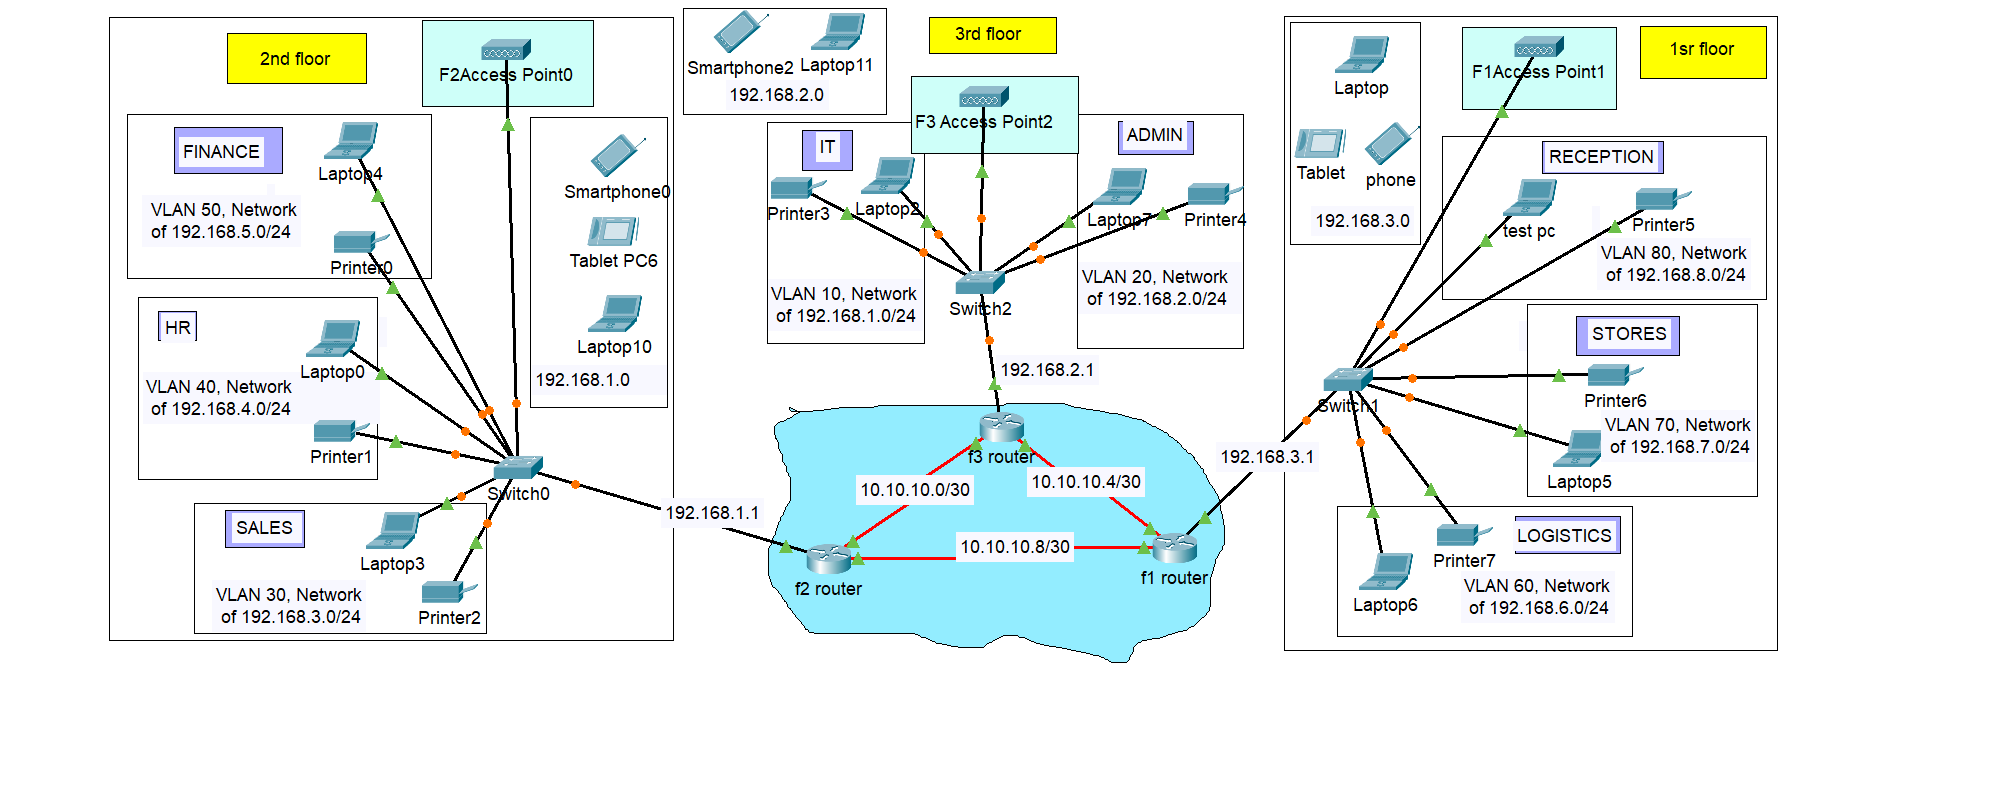 2nd floor
F2Access Point0
FINANCE
Laptop4
VLAN 50, Network
of 192.168.5.0/24
Printer0
HR
Laptop0
VLAN 40, Network
of 192.168.4.0/24
Printer1
SALES
Laptop3
VLAN 30, Network
of 192.168.3.0/24
Printer2
Smartphone0
Tablet PC6
Laptop10
192.168.1.0
Switch0
192.168.1.1
Smartphone2
Laptop11
192.168.2.0
3rd floor
F3 Access Point2
IT
Printer3
Laptop2
VLAN 10, Network
of 192.168.1.0/24
ADMIN
Laptop7
Printer4
VLAN 20, Network
of 192.168.2.0/24
Switch2
192.168.2.1
f3 router
10.10.10.0/30
10.10.10.4/30
10.10.10.8/30
f2 router
f1 router
192.168.3.1
Laptop
Tablet
phone
192.168.3.0
F1Access Point1
1sr floor
RECEPTION
test pc
Printer5
VLAN 80, Network
of 192.168.8.0/24
STORES
Printer6
VLAN 70, Network
of 192.168.7.0/24
Laptop5
Switch1
LOGISTICS
Printer7
Laptop6
VLAN 60, Network
of 192.168.6.0/24